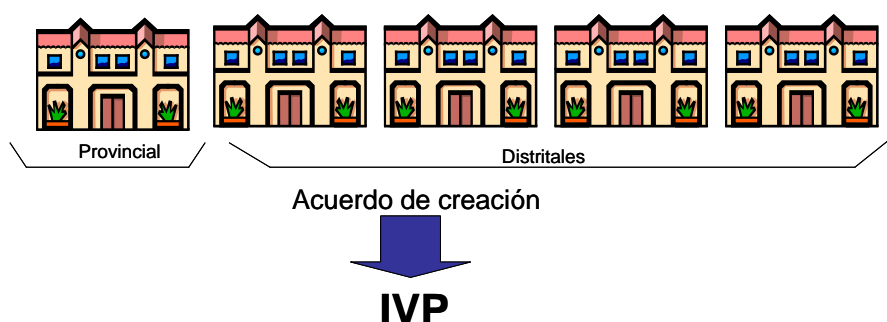 Provincial
Distritales
Acuerdo de creación
IVP